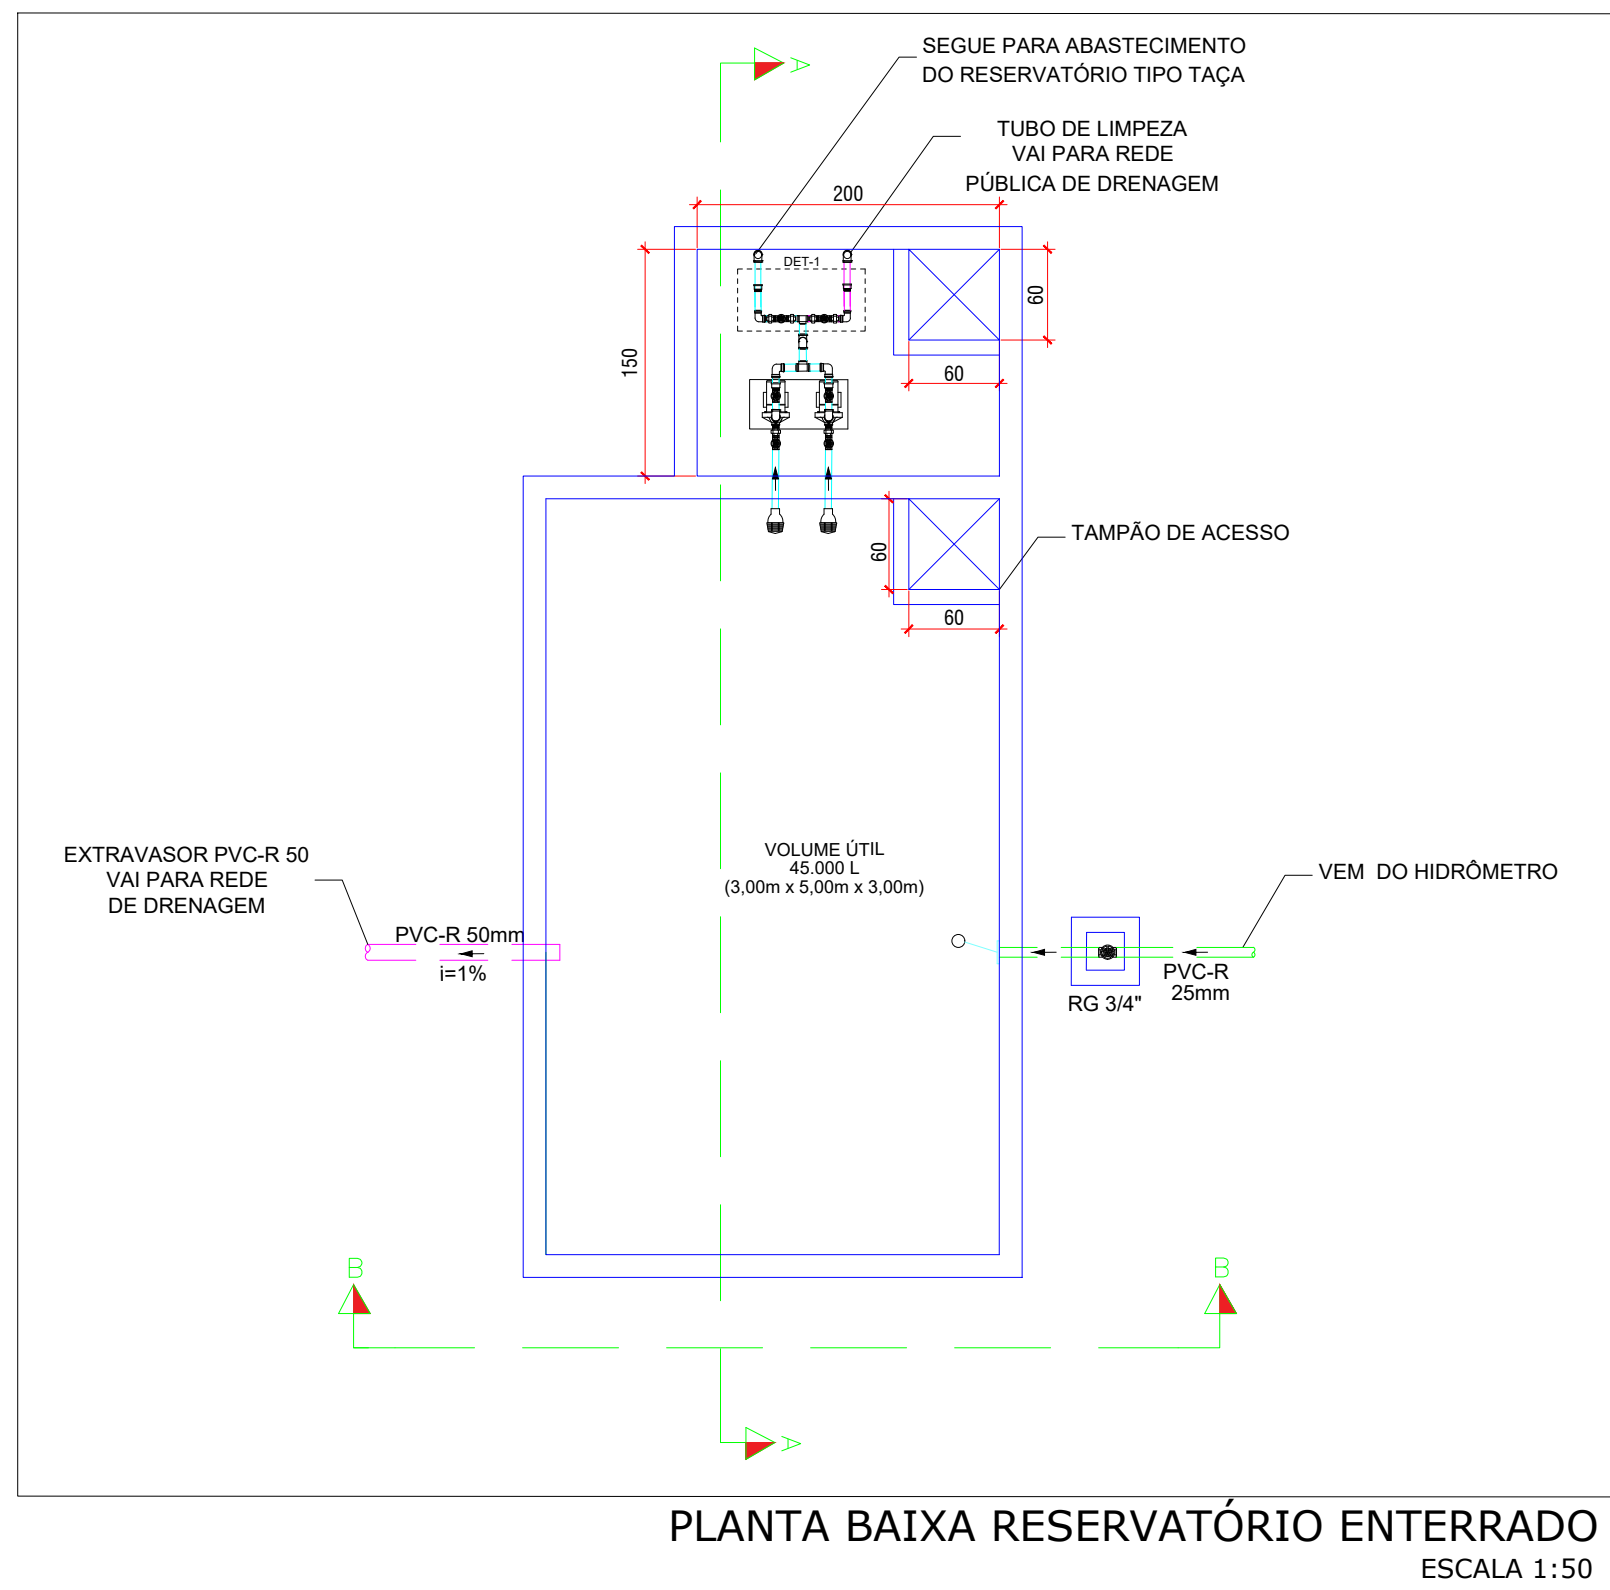 A
SEGUE PARA ABASTECIMENTO
DO RESERVATÓRIO TIPO TAÇA
TUBO DE LIMPEZA
VAI PARA REDE
PÚBLICA DE DRENAGEM
200
DET-1
60
150
60
60
TAMPÃO DE ACESSO
60
VOLUME ÚTIL
45.000 L
(3,00m x 5,00m x 3,00m)
EXTRAVASOR PVC-R 50
VAI PARA REDE
DE DRENAGEM
VEM DO HIDRÔMETRO
PVC-R 50mm
i=1%
PVC-R
25mm
RG 3/4"
B
B
A
PLANTA BAIXA RESERVATÓRIO ENTERRADO
ESCALA 1:50